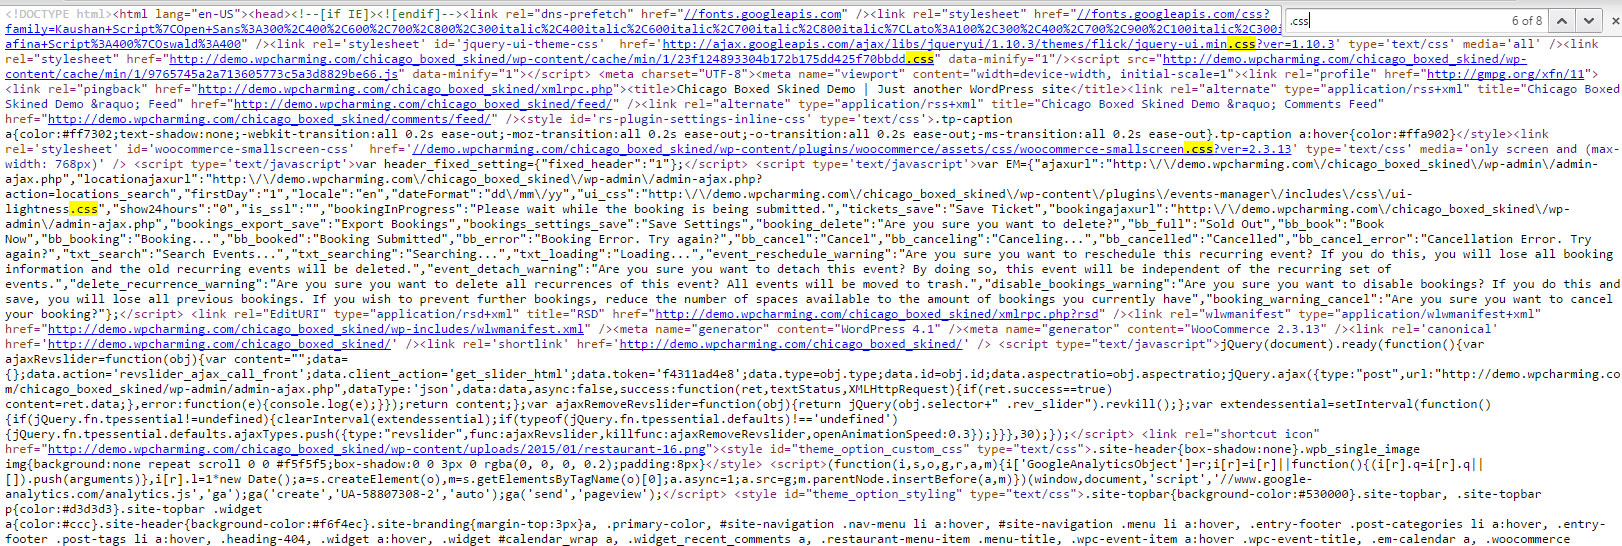 <!DOCTYPE html><html lang="en-US"><head><!--[if IE]><![endif]--><link rel="dns-prefetch" href="//fonts.googleapis.com" /><link rel="stylesheet" href="//fonts.googleapis.com/css?
.css
6 of 8
family=Kaushan+Script%7COpen+Sans%3A300%2C400%2C600%2C700%2C800%2C300italic%2C400italic%2C600italic%2C700italic%2C800italic%7CLato%3A100%2C300%2C400%2C700%2C900%2C100italic%2C300i
afina+Script%3A400%7COswald%3A400" /><link rel='stylesheet' id='jquery-ui-theme-css' href='http://ajax.googleapis.com/ajax/libs/jqueryui/1.10.3/themes/flick/jquery-ui.min.css?ver=1.10.3' type='text/css' media='all' /><link
rel="stylesheet" href="http://demo.wpcharming.com/chicago_boxed_skined/wp-content/cache/min/1/23f124893304b172b175dd425f70bbdd.css" data-minify="1"/><script src="http://demo.wpcharming.com/chicago_boxed_skined/wp-
content/cache/min/1/9765745a2a713605773c5a3d8829be66.js" data-minify="1"></script> <meta charset="UTF-8"><meta name="viewport" content="width=device-width, initial-scale=1"><link rel="profile" href="http://gmpg.org/xfn/11">
<link rel="pingback" href="http://demo.wpcharming.com/chicago_boxed_skined/xmlrpc.php"><title>Chicago Boxed Skined Demo | Just another WordPress site</title><link rel="alternate" type="application/rss+xml" title="Chicago Boxed
Skined Demo &raquo; Feed" href="http://demo.wpcharming.com/chicago_boxed_skined/feed/" /><link rel="alternate" type="application/rss+xml" title="Chicago Boxed Skined Demo &raquo; Comments Feed"
href="http://demo.wpcharming.com/chicago_boxed_skined/comments/feed/" /><style id='rs-plugin-settings-inline-css' type='text/css'>.tp-caption
a{color:#ff7302;text-shadow:none;-webkit-transition:all 0.2s ease-out;-moz-transition:all 0.2s ease-out;-o-transition:all 0.2s ease-out;-ms-transition:all 0.2s ease-out}.tp-caption a:hover{color:#ffa902}</style><link
rel='stylesheet' id='woocommerce-smallscreen-css' href='//demo.wpcharming.com/chicago_boxed_skined/wp-content/plugins/woocommerce/assets/css/woocommerce-smallscreen.css?ver=2.3.13' type='text/css' media='only screen and (max-
width: 768px)' /> <script type='text/javascript'>var header_fixed_setting={"fixed_header":"1"};</script> <script type='text/javascript'>var EM={"ajaxurl":"http:\/\/demo.wpcharming.com\/chicago_boxed_skined\/wp-admin\/admin-
ajax.php","locationajaxurl":"http:\/\/demo.wpcharming.com\/chicago_boxed_skined\/wp-admin\/admin-ajax.php?
action=locations_search","firstDay":"1","locale":"en","dateFormat":"dd\/mm\/yy","ui_css":"http:\/\/demo.wpcharming.com\/chicago_boxed_skined\/wp-content\/plugins\/events-manager\/includes\/css\/ui-
lightness.css","show24hours":"0","is_ssl":"","bookingInProgress":"Please wait while the booking is being submitted.","tickets_save":"Save Ticket","bookingajaxurl":"http:\/\/demo.wpcharming.com\/chicago_boxed_skined\/wp-
admin\/admin-ajax.php","bookings_export_save":"Export Bookings","bookings_settings_save":"Save Settings","booking_delete":"Are you sure you want to delete?","bb_full":"Sold Out","bb_book":"Book
Now","bb_booking":"Booking...","bb_booked":"Booking Submitted","bb_error":"Booking Error. Try again?","bb_cancel":"Cancel","bb_canceling":"Canceling...","bb_cancelled":"Cancelled","bb_cancel_error":"Cancellation Error. Try
again?","txt_search":"Search Events...","txt_searching":"Searching...","txt_loading":"Loading...","event_reschedule_warning":"Are you sure you want to reschedule this recurring event? If you do this, you will lose all booking
information and the old recurring events will be deleted.","event_detach_warning":"Are you sure you want to detach this event? By doing so, this event will be independent of the recurring set of
events.","delete_recurrence_warning":"Are you sure you want to delete all recurrences of this event? All events will be moved to trash.","disable_bookings_warning":"Are you sure you want to disable bookings? If you do this and
save, you will lose all previous bookings. If you wish to prevent further bookings, reduce the number of spaces available to the amount of bookings you currently have","booking_warning_cancel":"Are you sure you want to cancel
your booking?"};</script> <link rel="EditURI" type="application/rsd+xml" title="RSD" href="http://demo.wpcharming.com/chicago_boxed_skined/xmlrpc.php?rsd" /><link rel="wlwmanifest" type="application/wlwmanifest+xml"
href="http://demo.wpcharming.com/chicago_boxed_skined/wp-includes/wlwmanifest.xml" /><meta name="generator" content="WordPress 4.1" /><meta name="generator" content="WooCommerce 2.3.13" /><link rel='canonical'
href='http://demo.wpcharming.com/chicago_boxed_skined/' /><link rel='shortlink' href='http://demo.wpcharming.com/chicago_boxed_skined/' /> <script type="text/javascript">jQuery(document).ready(function(){var
ajaxRevslider=function(obj){var content="";data=
{};data.action='revslider_ajax_call_front';data.client_action='get_slider_html';data.token='f4311ad4e8';data.type=obj.type;data.id=obj.id;data.aspectratio=obj.aspectratio;jQuery.ajax({type:"post",url:"http://demo.wpcharming.co
m/chicago_boxed_skined/wp-admin/admin-ajax.php",dataType:'json',data:data,async:false,success:function(ret,textStatus,XMLHttpRequest){if(ret.success==true)
content=ret.data;},error:function(e){console.log(e);}});return content;};var ajaxRemoveRevslider=function(obj){return jQuery(obj.selector+" .rev_slider").revkill();};var extendessential=setInterval(function()
{if(jQuery.fn.tpessential!=undefined){clearInterval(extendessential);if(typeof(jQuery.fn.tpessential.defaults)!=='undefined')
{jQuery.fn.tpessential.defaults.ajaxTypes.push({type:"revslider",func:ajaxRevslider,killfunc:ajaxRemoveRevslider,openAnimationSpeed:0.3});}}},30);});</script> <link rel="shortcut icon"
href="http://demo.wpcharming.com/chicago_boxed_skined/wp-content/uploads/2015/01/restaurant-16.png"><style id="theme_option_custom_css" type="text/css">.site-header{box-shadow:none}.wpb_single_image
img{background:none repeat scroll 0 0 #f5f5f5;box-shadow:0 0 3px 0 rgba(0, 0, 0, 0.2);padding:8px}</style> <script>(function(i,s,o,g,r,a,m){i['GoogleAnalyticsObject']=r;i[r]=i[r]||function(){(i[r].q=i[r].q||
[]).push(arguments)},i[r].l=1*new Date();a=s.createElement(o),m=s.getElementsByTagName(o)[0];a.async=1;a.src=g;m.parentNode.insertBefore(a,m)})(window,document,'script','//www.google-
analytics.com/analytics.js','ga');ga('create','UA-58807308-2','auto');ga('send','pageview');</script> <style id="theme_option_styling" type="text/css">.site-topbar{background-color:#530000}.site-topbar, .site-topbar
p{color:#d3d3d3}.site-topbar .widget
a{color:#ccc}.site-header{background-color:#f6f4ec}.site-branding{margin-top:3px}a, .primary-color, #site-navigation .nav-menu li a:hover, #site-navigation .menu li a:hover, .entry-footer .post-categories li a:hover, .entry-
footer .post-tags li a:hover, .heading-404, .widget a:hover, .widget #calendar_wrap a, .widget_recent_comments a, .restaurant-menu-item .menu-title, .wpc-event-item a:hover .wpc-event-title, .em-calendar a, .woocommerce